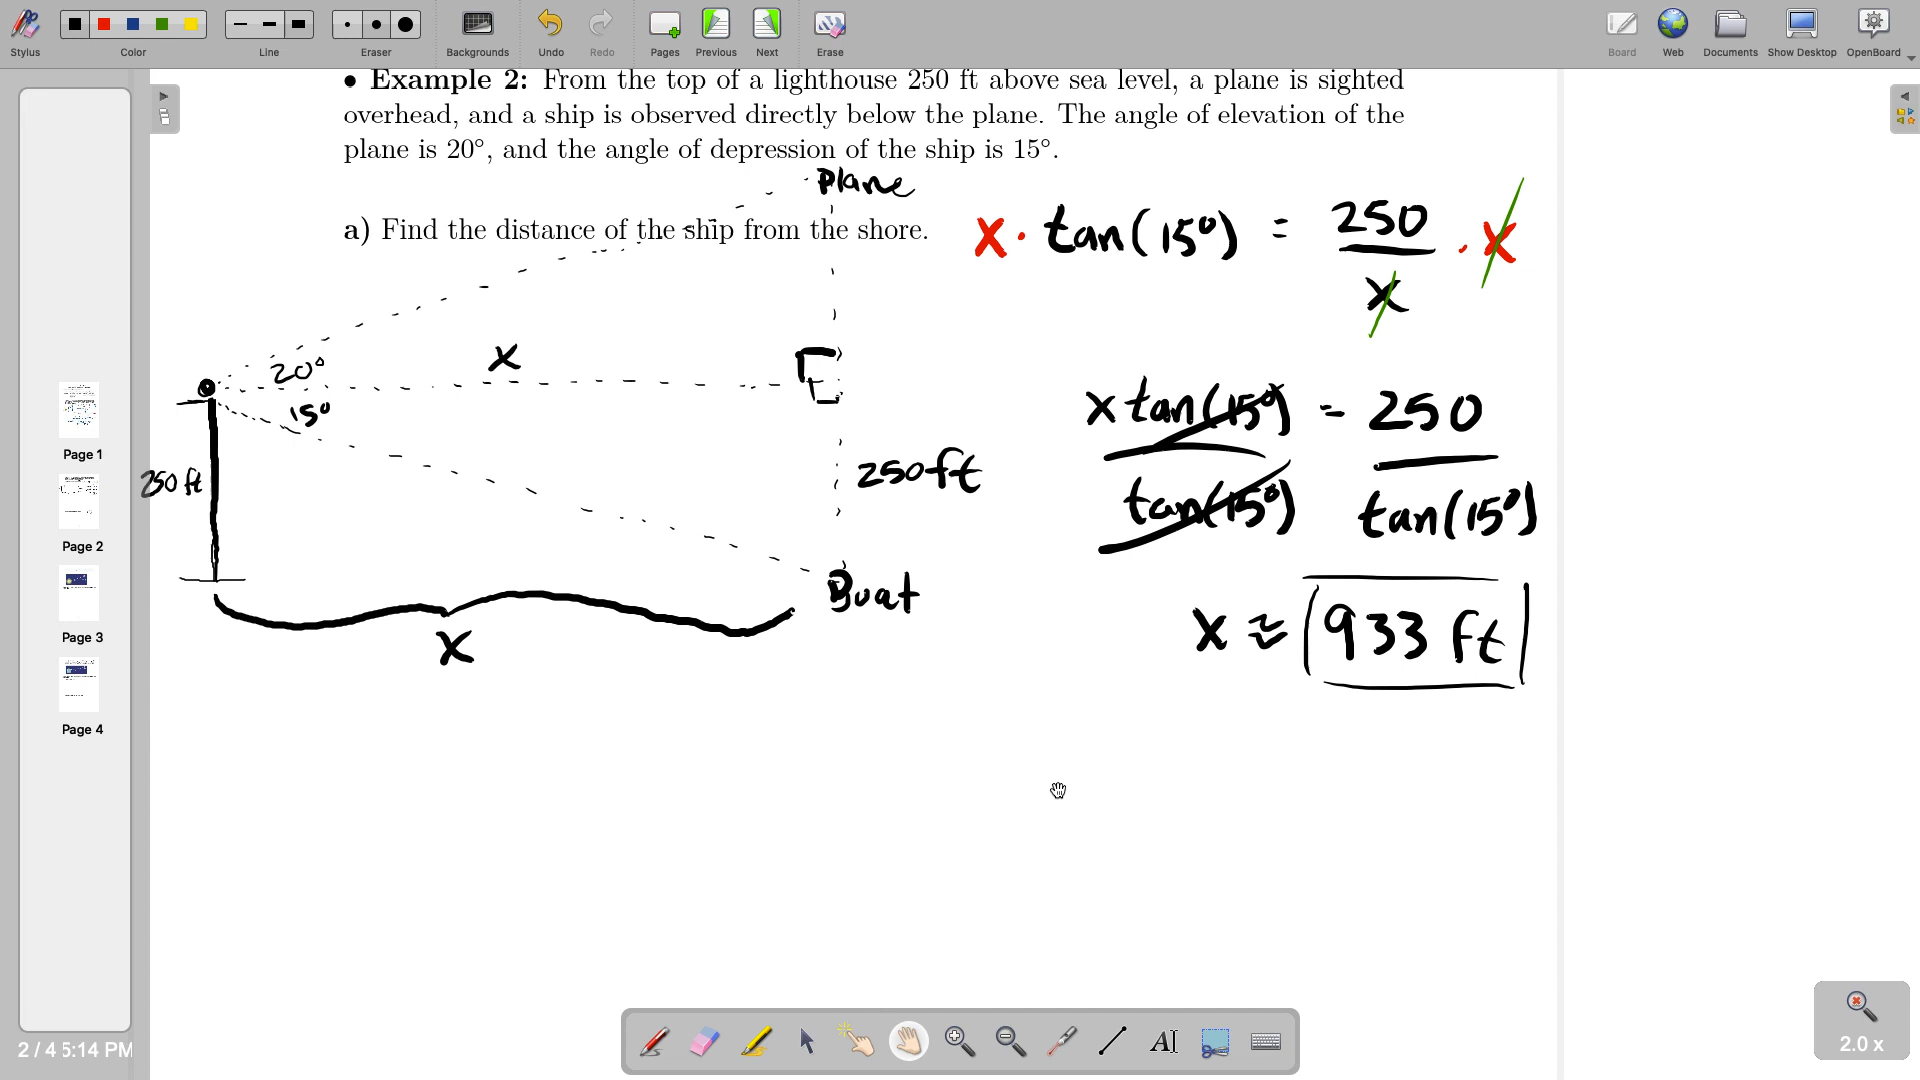 Stylus
Color
Line
Eraser
Backgrounds
Undo
Redo
Pages
Previous
Next
Erase
Board
Web
Documents
Show Desktop
OpenBoard
• Example 2: From the top of a lighthouse 250 ft above sea level, a plane is sighted
overhead, and a ship is observed directly below the plane. The angle of elevation of the
plane is 20°, and the angle of depression of the ship is 15°.
Plane
a) Find the distance of the ship from the shore.
x · tan(15°) = 250 / x · x
20°
x
15°
250 ft
250 ft
Boat
x
x tan(15°) = 250
tan(15°) tan(15°)
x ≈ 933 ft
Page 1
Page 2
Page 3
Page 4
2 / 4 5:14 PM
AI
2.0 x